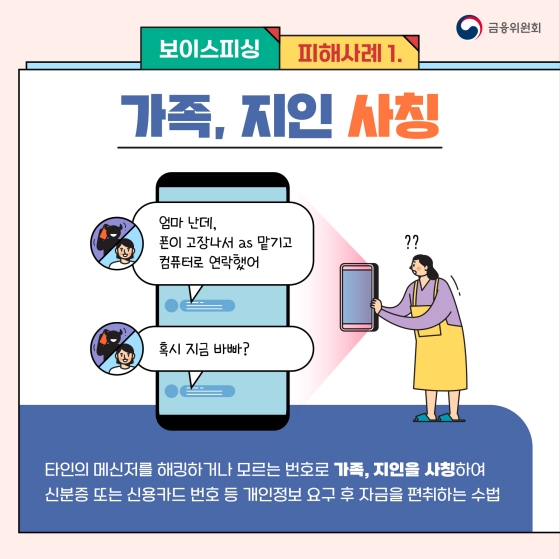 금융위원회
보이스피싱
피해사례 1.
가족, 지인 사칭
엄마 난데,
폰이 고장나서 as 맡기고
컴퓨터로 연락했어
??
혹시 지금 바빠?
타인의 메신저를 해킹하거나 모르는 번호로 가족, 지인을 사칭하여
신분증 또는 신용카드 번호 등 개인정보 요구 후 자금을 편취하는 수법